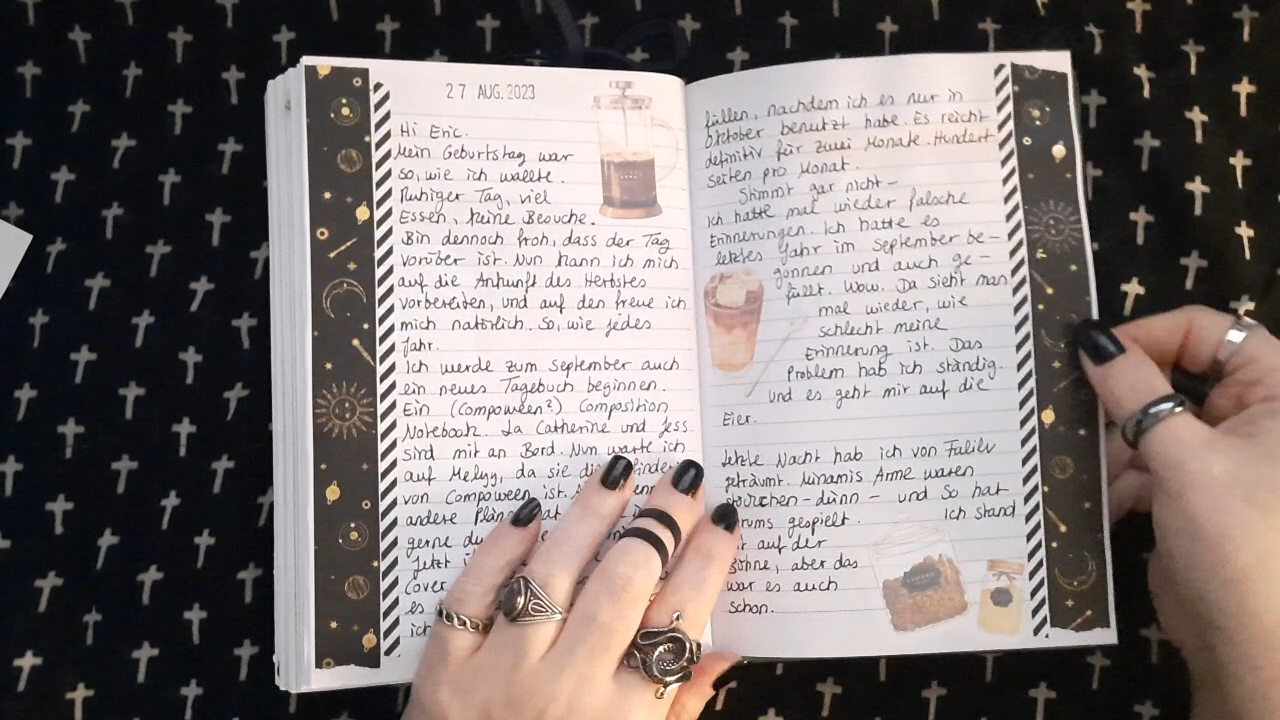 27 AUG. 2023
Hi Eric.
Mein Geburtstag war
so, wie ich wollte.
Ruhiger Tag, viel
Essen, keine Besuche.
Bin dennoch froh, dass der Tag
vorüber ist. Nun kann ich mich
auf die Ankunft des Herbstes
vorbereiten, und auf den freue ich
mich natürlich. So, wie jedes
Jahr.
Ich werde zum September auch
ein neues Tagebuch beginnen.
Ein (Compoween?) Composition
Notebook. La Catherine und Jess
sind mit an Bord. Nun warte ich
auf Melyy, da sie die
von Compoween ist.
andere
gerne
Jetzt
Cover
es
ich
füllen, nachdem ich es nur in
Oktober benutzt habe. Es reicht
definitiv für zwei Monate. Hundert
Seiten pro Monat.
Stimmt gar nicht –
Ich hatte mal wieder falsche
Erinnerungen. Ich hatte es
letztes Jahr im September be-
gonnen und auch ge-
füllt. Wow. Da sieht man
mal wieder, wie
schlecht meine
Erinnerung ist. Das
Problem hab ich ständig.
und es geht mir auf die
Eier.
Letzte Nacht hab ich von
geträumt. Minamis Arme waren
– und so hat
gespielt. Ich stand
auf der
Bühne, aber das
war es auch
schon.
COFFEE